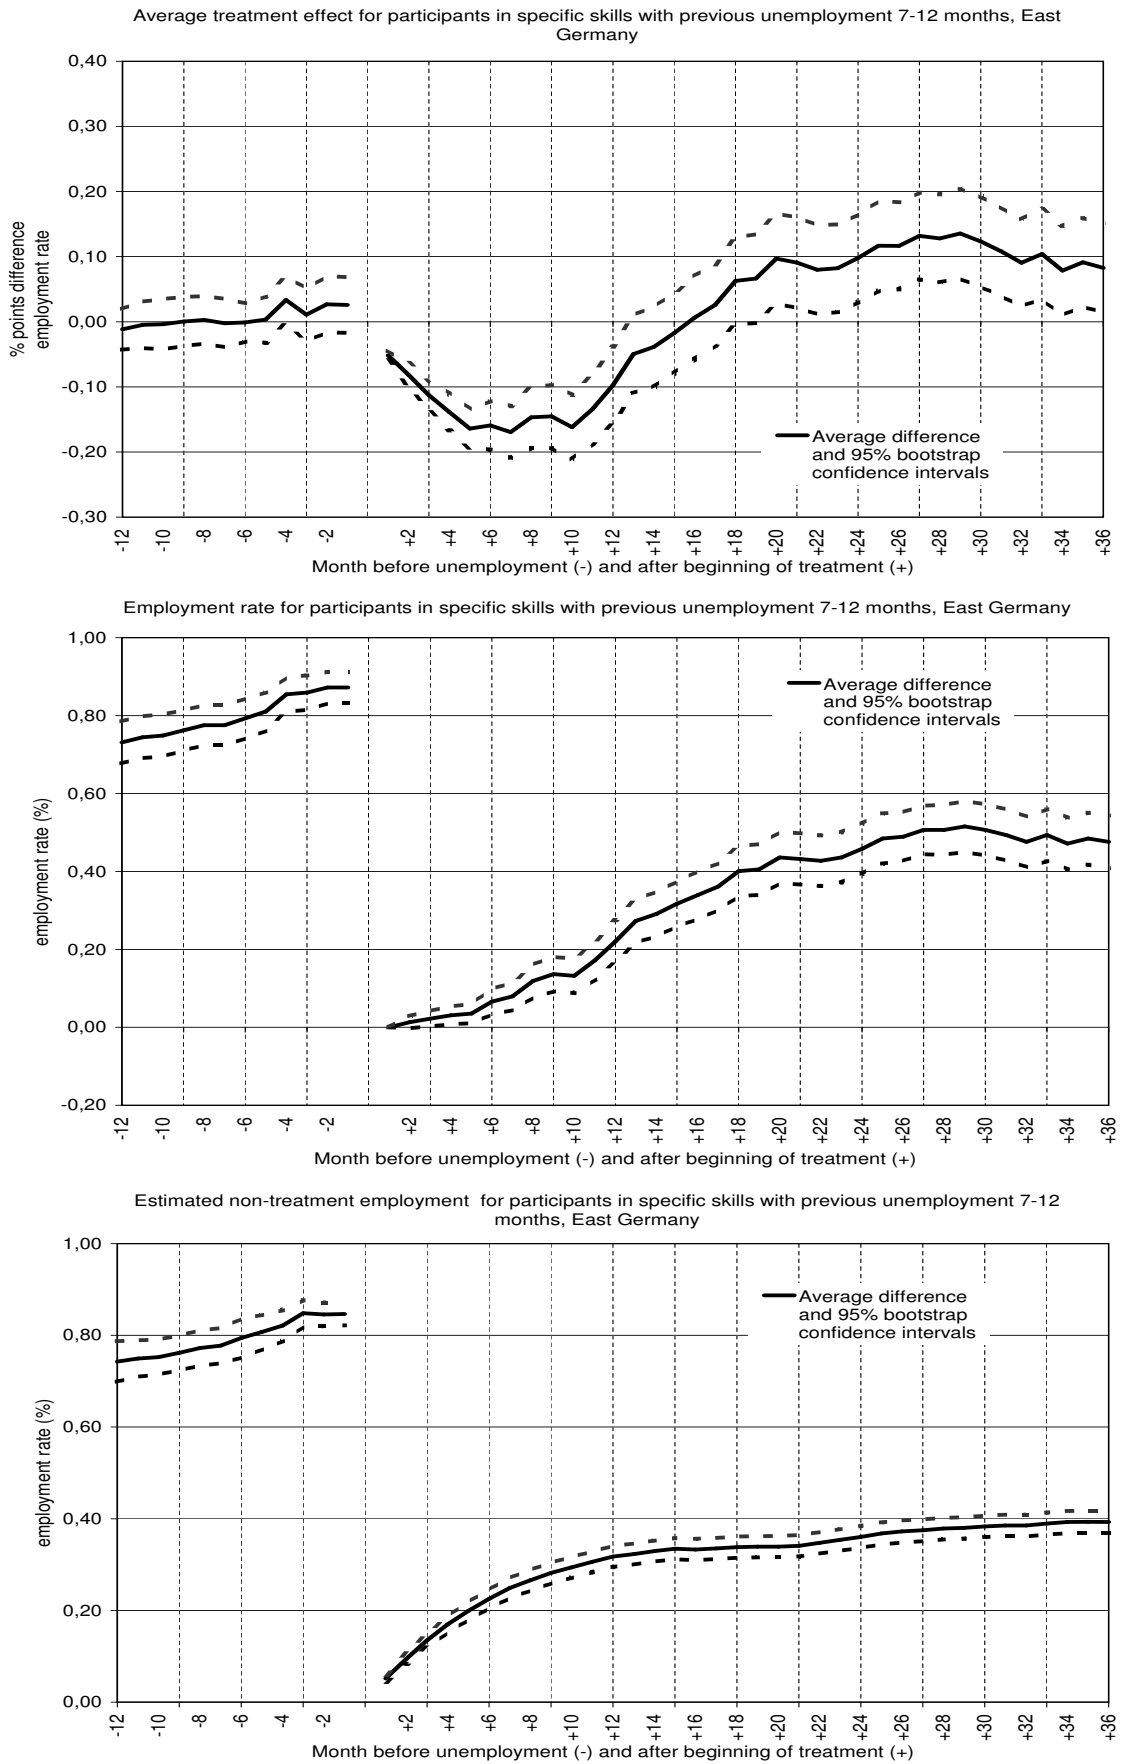 Average treatment effect for participants in specific skills with previous unemployment 7-12 months, East
Germany
% points difference
employment rate
0,40
0,30
0,20
0,10
0,00
-0,10
-0,20
-0,30
Average difference
and 95% bootstrap
confidence intervals
-12 -10 -8 -6 -4 -2 +2 +4 +6 +8 +10 +12 +14 +16 +18 +20 +22 +24 +26 +28 +30 +32 +34 +36
Month before unemployment (-) and after beginning of treatment (+)
Employment rate for participants in specific skills with previous unemployment 7-12 months, East Germany
employment rate (%)
1,00
0,80
0,60
0,40
0,20
0,00
-0,20
Average difference
and 95% bootstrap
confidence intervals
-12 -10 -8 -6 -4 -2 +2 +4 +6 +8 +10 +12 +14 +16 +18 +20 +22 +24 +26 +28 +30 +32 +34 +36
Month before unemployment (-) and after beginning of treatment (+)
Estimated non-treatment employment  for participants in specific skills with previous unemployment 7-12
months, East Germany
employment rate (%)
1,00
0,80
0,60
0,40
0,20
0,00
Average difference
and 95% bootstrap
confidence intervals
-12 -10 -8 -6 -4 -2 +2 +4 +6 +8 +10 +12 +14 +16 +18 +20 +22 +24 +26 +28 +30 +32 +34 +36
Month before unemployment (-) and after beginning of treatment (+)